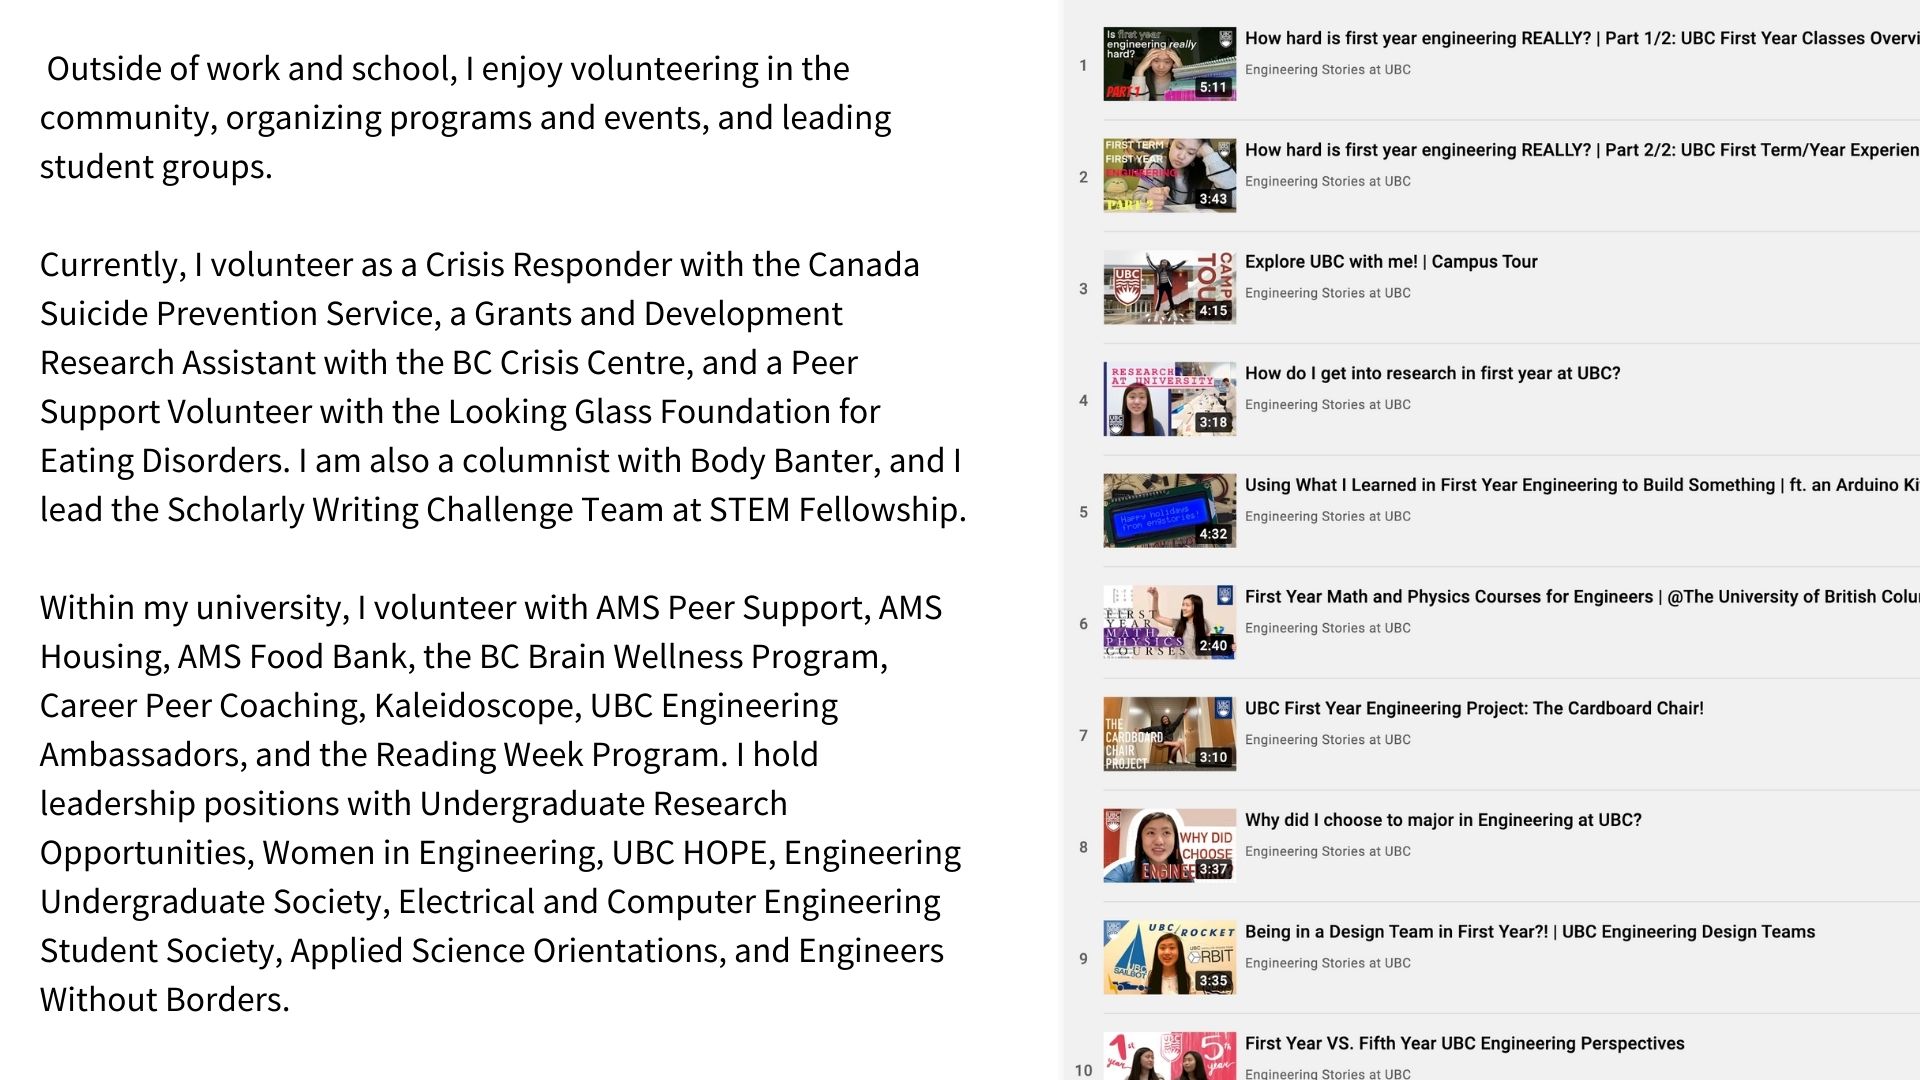 Outside of work and school, I enjoy volunteering in the
community, organizing programs and events, and leading
student groups.
Currently, I volunteer as a Crisis Responder with the Canada
Suicide Prevention Service, a Grants and Development
Research Assistant with the BC Crisis Centre, and a Peer
Support Volunteer with the Looking Glass Foundation for
Eating Disorders. I am also a columnist with Body Banter, and I
lead the Scholarly Writing Challenge Team at STEM Fellowship.
Within my university, I volunteer with AMS Peer Support, AMS
Housing, AMS Food Bank, the BC Brain Wellness Program,
Career Peer Coaching, Kaleidoscope, UBC Engineering
Ambassadors, and the Reading Week Program. I hold
leadership positions with Undergraduate Research
Opportunities, Women in Engineering, UBC HOPE, Engineering
Undergraduate Society, Electrical and Computer Engineering
Student Society, Applied Science Orientations, and Engineers
Without Borders.
1
Is first year
engineering really
hard?
PART 1
5:11
How hard is first year engineering REALLY? | Part 1/2: UBC First Year Classes Overvi
Engineering Stories at UBC
2
FIRST TERM
FIRST YEAR
ENGINEERING
PART 2
3:43
How hard is first year engineering REALLY? | Part 2/2: UBC First Term/Year Experien
Engineering Stories at UBC
3
UBC
CAMP
TOU
4:15
Explore UBC with me! | Campus Tour
Engineering Stories at UBC
4
RESEARCH
AT UNIVERSITY
UBC
3:18
How do I get into research in first year at UBC?
Engineering Stories at UBC
5
Happy holidays
from engstories!
4:32
Using What I Learned in First Year Engineering to Build Something | ft. an Arduino Ki
Engineering Stories at UBC
6
FIRST
YEAR
MATH
PHYSICS
COURSES
2:40
First Year Math and Physics Courses for Engineers | @The University of British Colu
Engineering Stories at UBC
7
THE
CARDBOARD
CHAIR
PROJECT
3:10
UBC First Year Engineering Project: The Cardboard Chair!
Engineering Stories at UBC
8
WHY DID
I CHOOSE
3:37
Why did I choose to major in Engineering at UBC?
Engineering Stories at UBC
9
UBC ROCKET
UBC
SAILBOT
UBC
ORBIT
3:35
Being in a Design Team in First Year?! | UBC Engineering Design Teams
Engineering Stories at UBC
10
1st
year
5th
year
First Year VS. Fifth Year UBC Engineering Perspectives
Engineering Stories at UBC